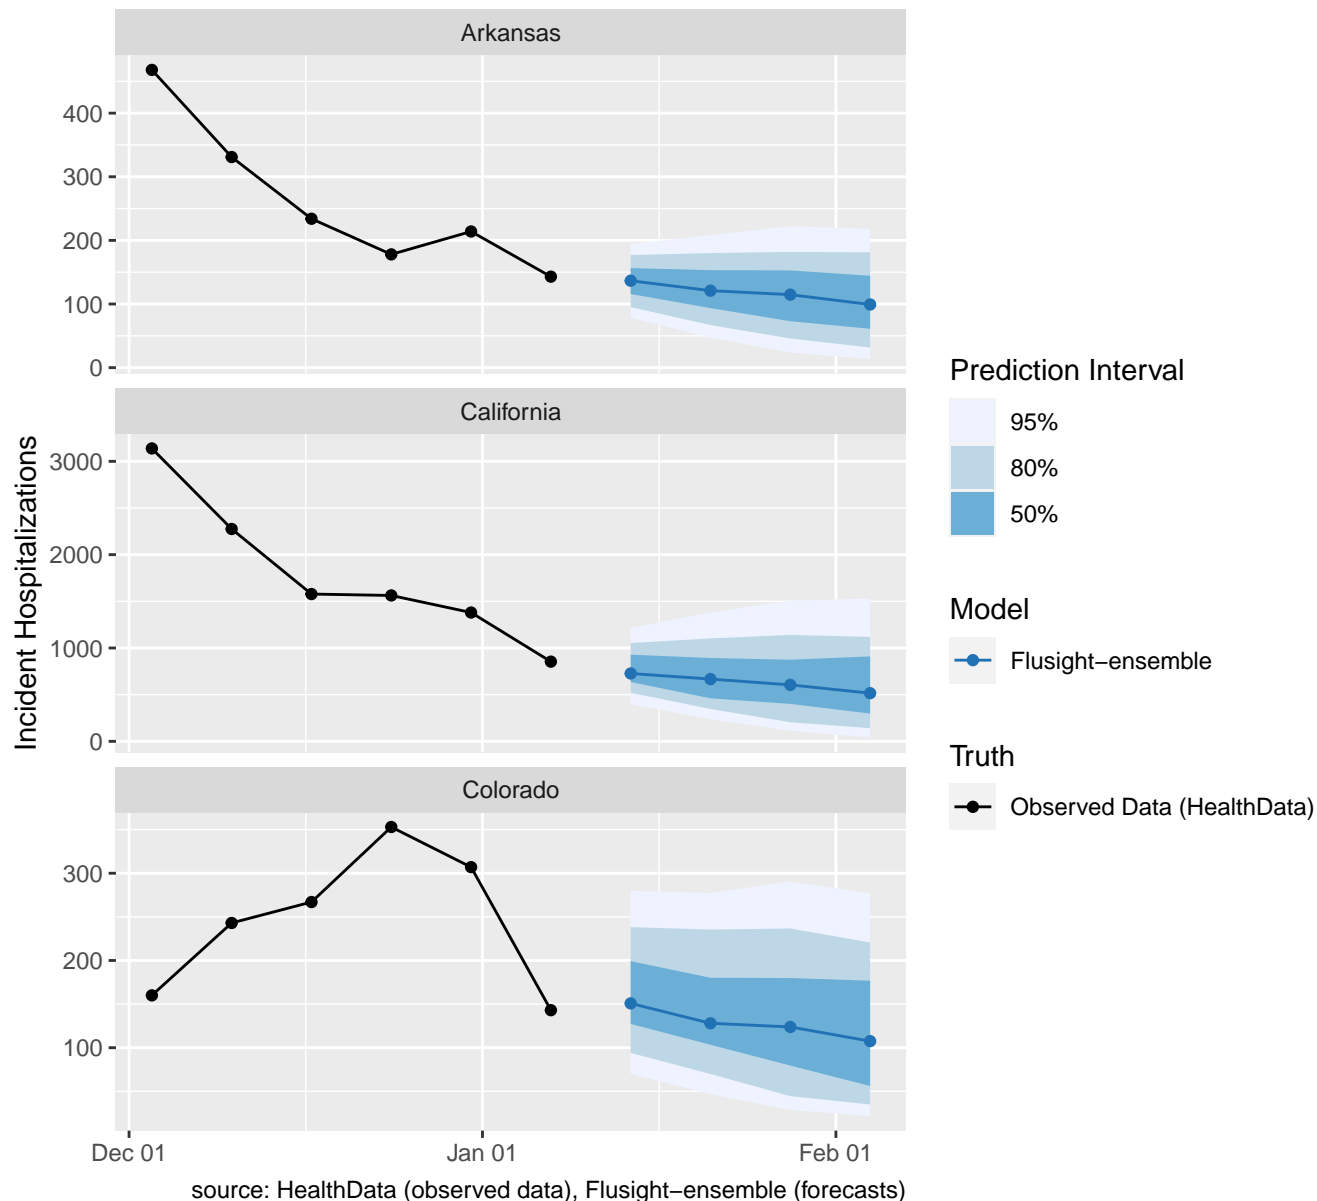 Arkansas
400
300
200
100
0
California
3000
2000
1000
0
Colorado
300
200
100
Dec 01
Jan 01
Feb 01
Incident Hospitalizations
source: HealthData (observed data), Flusight−ensemble (forecasts)
Prediction Interval
95%
80%
50%
Model
Flusight−ensemble
Truth
Observed Data (HealthData)